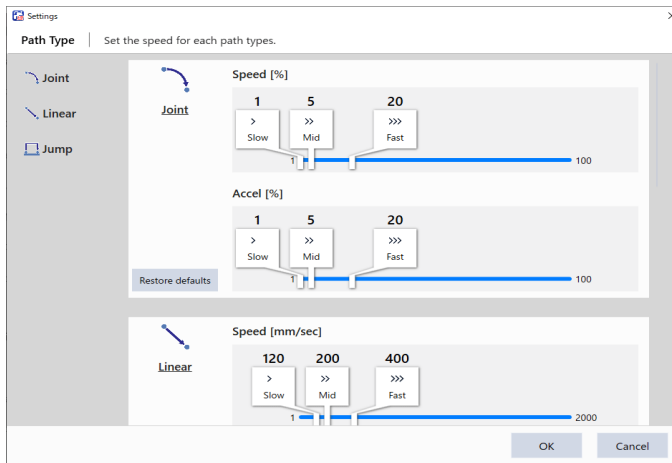 Settings
Path Type Set the speed for each path types.
Joint
Linear
Jump
Joint
Restore defaults
Speed [%]
1 5 20
> >> >>>
Slow Mid Fast
1 100
Accel [%]
1 5 20
> >> >>>
Slow Mid Fast
1 100
Linear
Speed [mm/sec]
120 200 400
> >> >>>
Slow Mid Fast
1 2000
OK Cancel